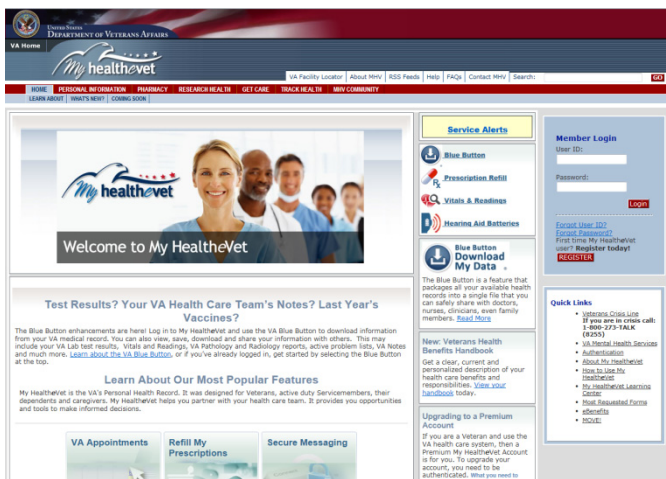 UNITED STATES
DEPARTMENT OF VETERANS AFFAIRS
VA Home
My healthevet
VA Facility Locator | About MHV | RSS Feeds | Help | FAQs | Contact MHV | Search: GO
HOME PERSONAL INFORMATION PHARMACY RESEARCH HEALTH GET CARE TRACK HEALTH MHV COMMUNITY
LEARN ABOUT | WHAT'S NEW? | COMING SOON
My healthevet
Welcome to My HealtheVet
Test Results? Your VA Health Care Team's Notes? Last Year's
Vaccines?
The Blue Button enhancements are here! Log in to My HealtheVet and use the VA Blue Button to download information
from your VA medical record. You can also view, save, download and share your information with others. This may
include your VA Lab test results, Vitals and Readings, VA Pathology and Radiology reports, active problem lists, VA Notes
and much more. Learn about the VA Blue Button, or if you've already logged in, get started by selecting the Blue Button
at the top.
Learn About Our Most Popular Features
My HealtheVet is the VA's Personal Health Record. It was designed for Veterans, active duty Servicemembers, their
dependents and caregivers. My HealtheVet helps you partner with your health care team. It provides you opportunities
and tools to make informed decisions.
VA Appointments
Refill My
Prescriptions
Secure Messaging
Service Alerts
Blue Button
Prescription Refill
Vitals & Readings
Hearing Aid Batteries
Blue Button
Download
My Data
The Blue Button is a feature that
packages all your available health
records into a single file that you
can safely share with doctors,
nurses, clinicians, even family
members. Read More
New: Veterans Health
Benefits Handbook
Get a clear, current and
personalized description of your
health care benefits and
responsibilities. View your
handbook today.
Upgrading to a Premium
Account
If you are a Veteran and use the
VA health care system, then a
Premium My HealtheVet Account
is for you. To upgrade your
account, you need to be
authenticated. What you need to
Member Login
User ID:
Password:
Login
Forgot User ID?
Forgot Password?
First time My HealtheVet
user? Register today!
REGISTER
Quick Links
Veterans Crisis Line
If you are in crisis call:
1-800-273-TALK
(8255)
VA Mental Health Services
Authentication
About My HealtheVet
How to Use My
HealtheVet
My HealtheVet Learning
Center
Most Requested Forms
eBenefits
MOVE!